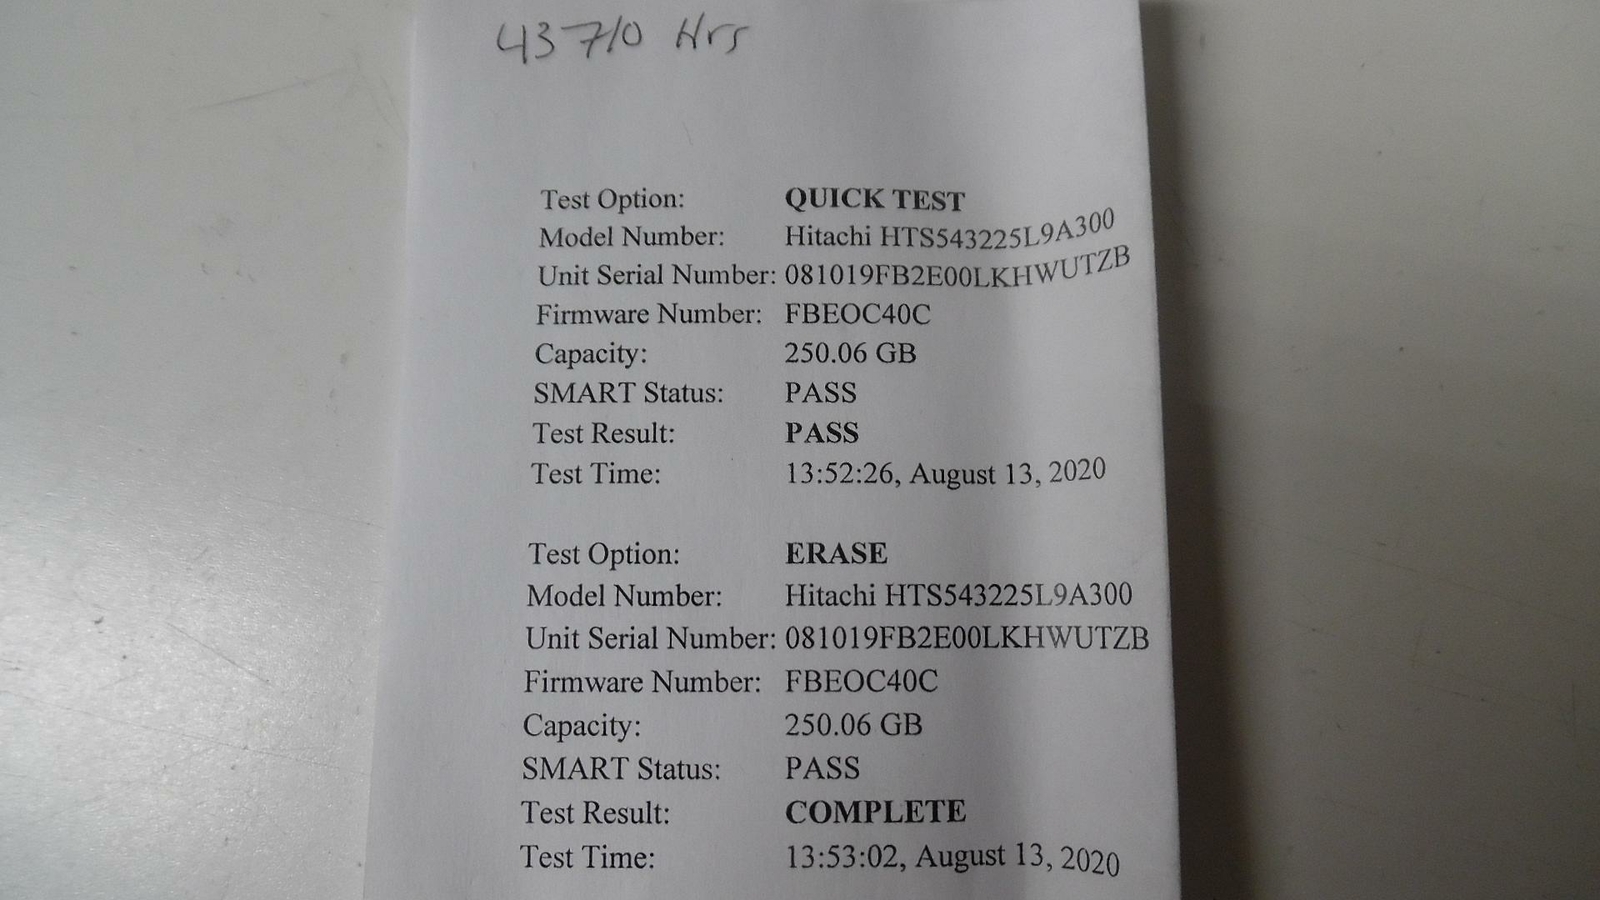 43710 Hrs
Test Option: QUICK TEST
Model Number: Hitachi HTS543225L9A300
Unit Serial Number: 081019FB2E00LKHWUTZB
Firmware Number: FBEOC40C
Capacity: 250.06 GB
SMART Status: PASS
Test Result: PASS
Test Time: 13:52:26, August 13, 2020
Test Option: ERASE
Model Number: Hitachi HTS543225L9A300
Unit Serial Number: 081019FB2E00LKHWUTZB
Firmware Number: FBEOC40C
Capacity: 250.06 GB
SMART Status: PASS
Test Result: COMPLETE
Test Time: 13:53:02, August 13, 2020